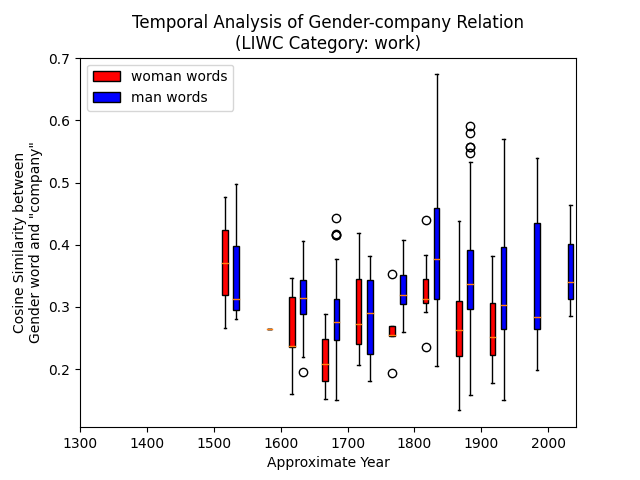 Temporal Analysis of Gender-company Relation
(LIWC Category: work)
woman words
man words
Cosine Similarity between
Gender word and "company"
0.7
0.6
0.5
0.4
0.3
0.2
1300 1400 1500 1600 1700 1800 1900 2000
Approximate Year